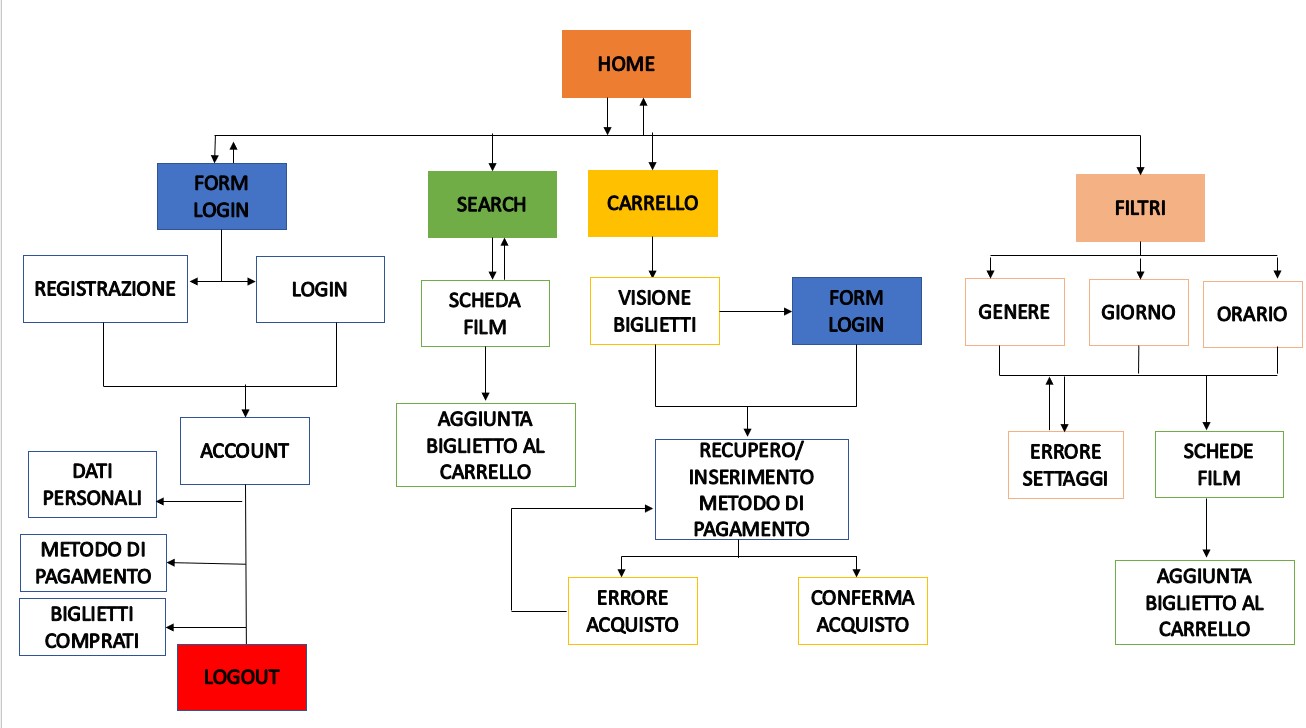 HOME
FORM
LOGIN
SEARCH
CARRELLO
FILTRI
REGISTRAZIONE
LOGIN
SCHEDA
FILM
VISIONE
BIGLIETTI
FORM
LOGIN
GENERE
GIORNO
ORARIO
ACCOUNT
AGGIUNTA
BIGLIETTO AL
CARRELLO
RECUPERO/
INSERIMENTO
METODO DI
PAGAMENTO
ERRORE
SETTAGGI
SCHEDE
FILM
DATI
PERSONALI
METODO DI
PAGAMENTO
BIGLIETTI
COMPRATI
LOGOUT
ERRORE
ACQUISTO
CONFERMA
ACQUISTO
AGGIUNTA
BIGLIETTO AL
CARRELLO